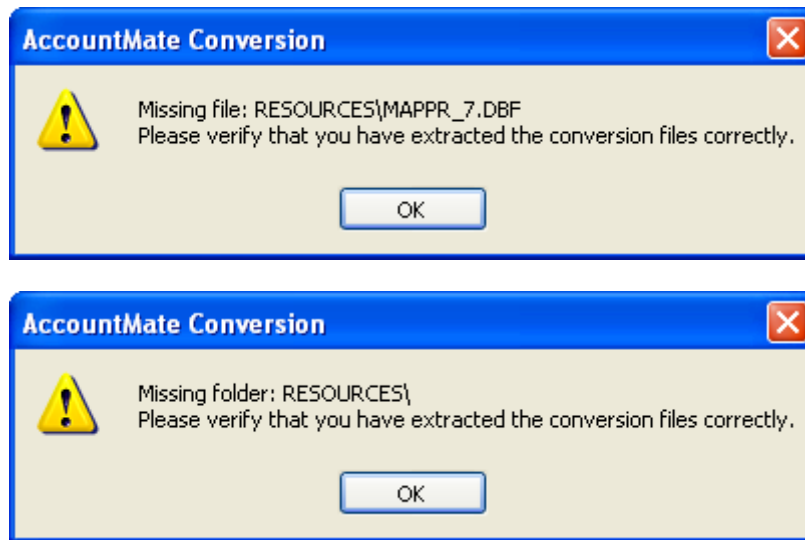 AccountMate Conversion
Missing file: RESOURCES\MAPPR_7.DBF
Please verify that you have extracted the conversion files correctly.
OK
AccountMate Conversion
Missing folder: RESOURCES\
Please verify that you have extracted the conversion files correctly.
OK